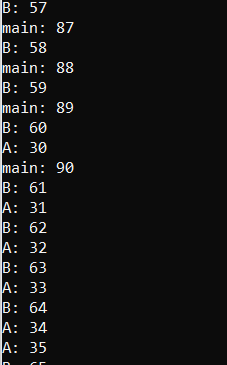 B: 57
main: 87
B: 58
main: 88
B: 59
main: 89
B: 60
A: 30
main: 90
B: 61
A: 31
B: 62
A: 32
B: 63
A: 33
B: 64
A: 34
A: 35
B: 65